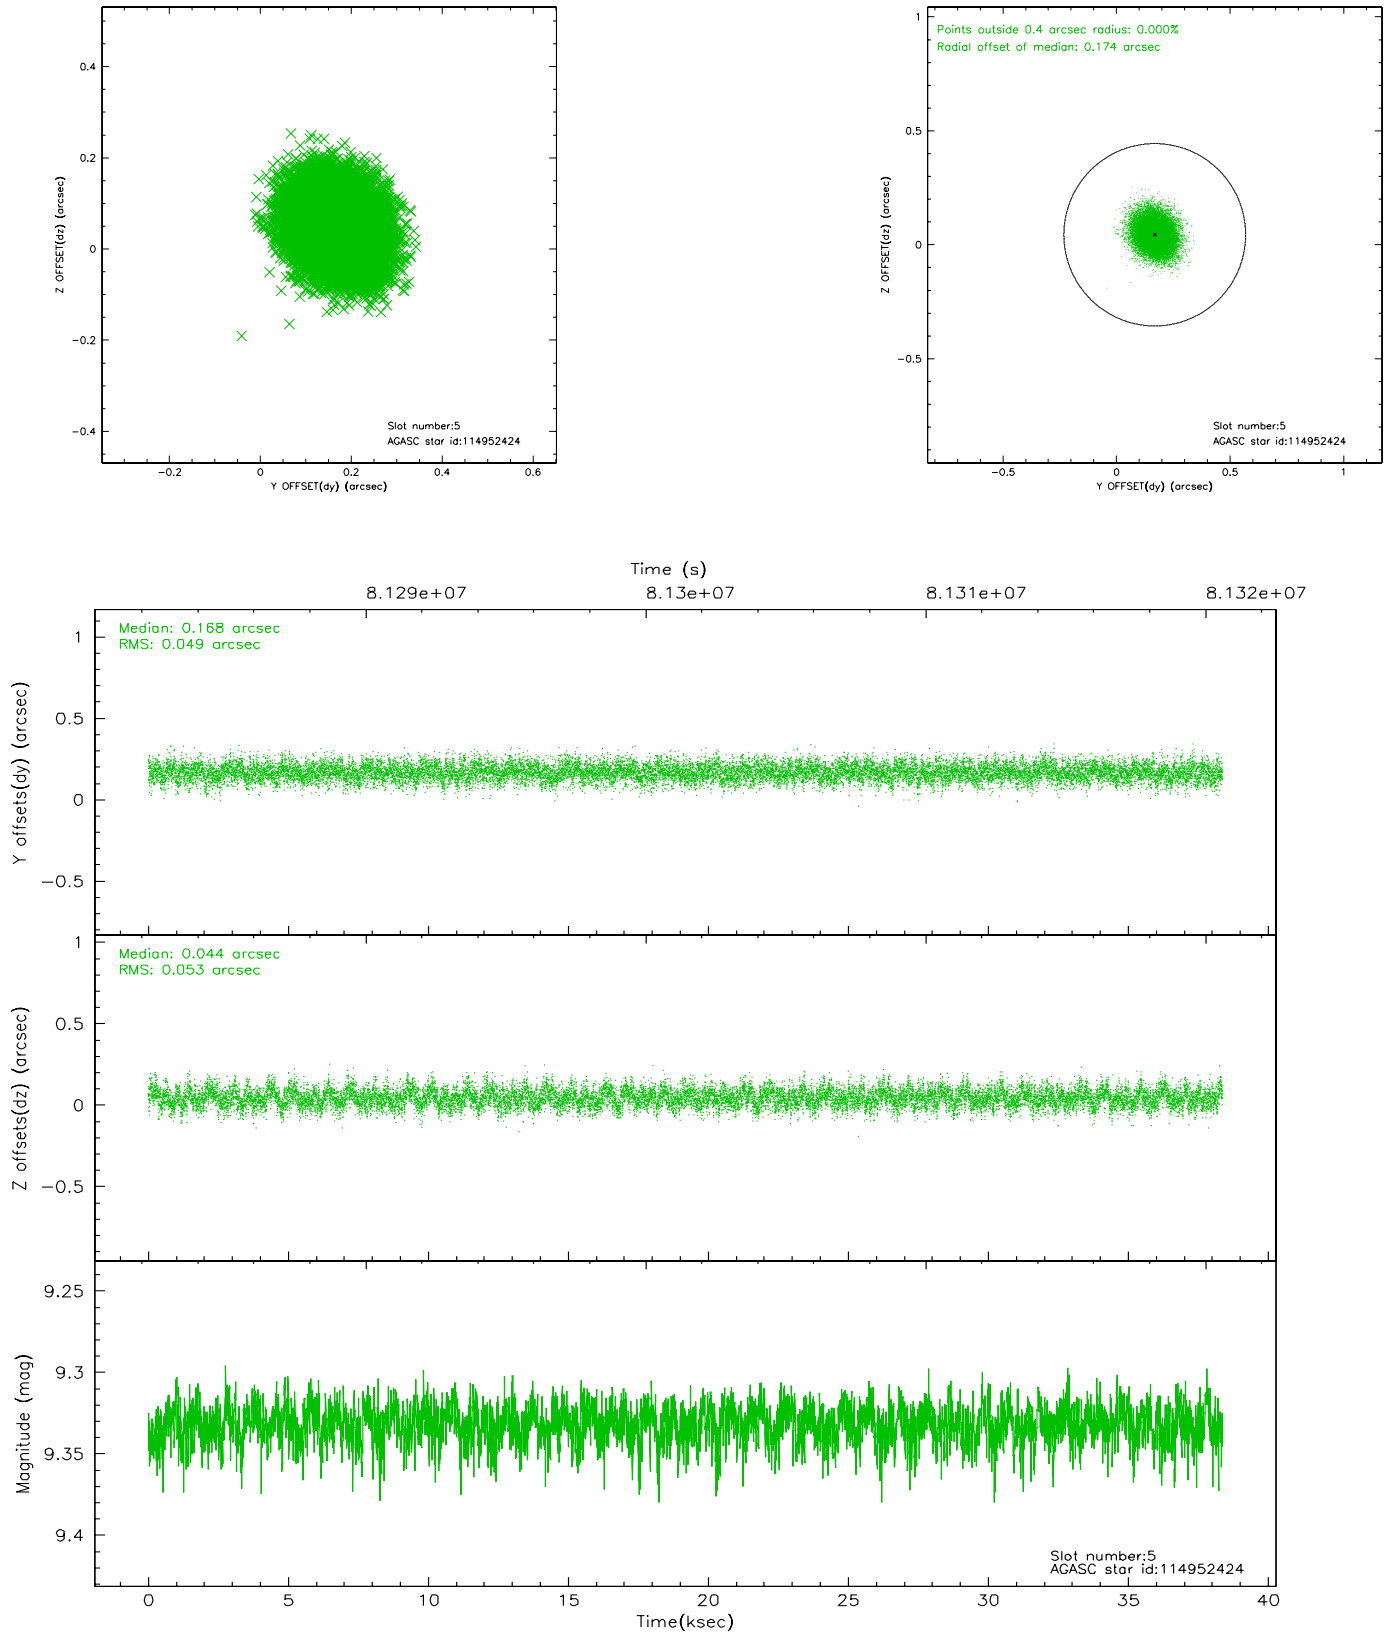 0.4
0.2
0
-0.2
-0.4
Z OFFSET(dz) (arcsec)
Slot number:5
AGASC star id:114952424
-0.2 0 0.2 0.4 0.6
Y OFFSET(dy) (arcsec)
Points outside 0.4 arcsec radius: 0.000%
Radial offset of median: 0.174 arcsec
1
0.5
0
-0.5
Z OFFSET(dz) (arcsec)
Slot number:5
AGASC star id:114952424
-0.5 0 0.5 1
Y OFFSET(dy) (arcsec)
Time (s)
8.129e+07 8.13e+07 8.131e+07 8.132e+07
Median: 0.168 arcsec
RMS: 0.049 arcsec
1
0.5
0
-0.5
Y offsets(dy) (arcsec)
Median: 0.044 arcsec
RMS: 0.053 arcsec
1
0.5
0
-0.5
Z offsets(dz) (arcsec)
9.25
9.3
9.35
9.4
Magnitude (mag)
Slot number:5
AGASC star id:114952424
0 5 10 15 20 25 30 35 40
Time(ksec)